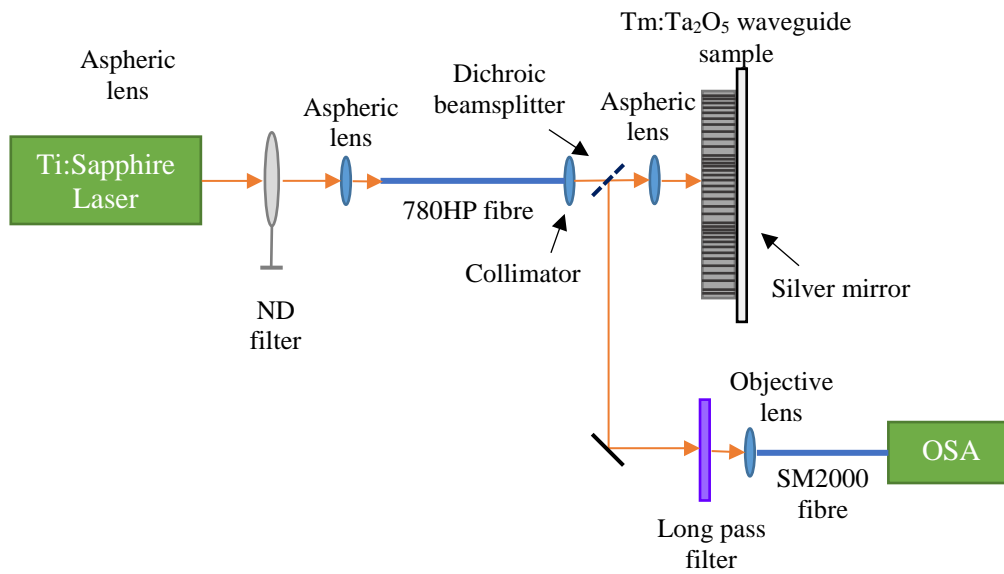 Tm:Ta₂O₅ waveguide
sample
Aspheric
lens
Dichroic
beamsplitter
Aspheric
lens
Aspheric
lens
Ti:Sapphire
Laser
780HP fibre
Collimator
Silver mirror
ND
filter
Objective
lens
OSA
SM2000
fibre
Long pass
filter